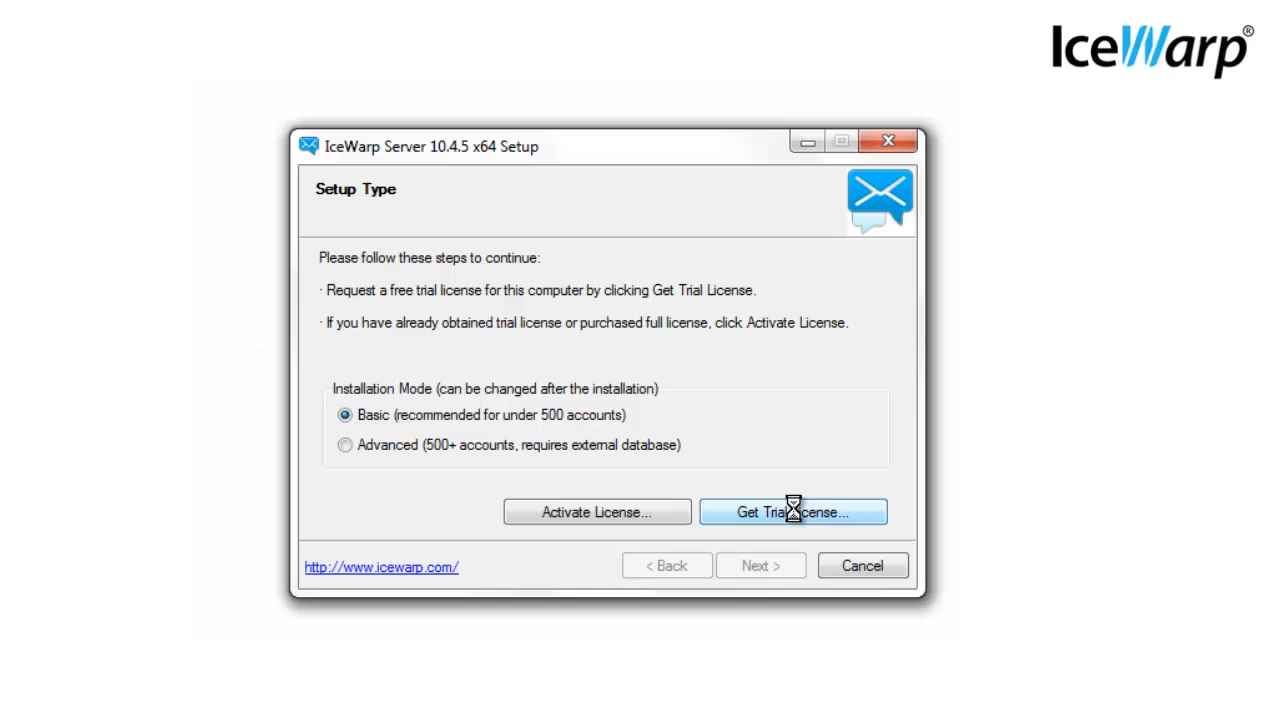 IceWarp®
IceWarp Server 10.4.5 x64 Setup
Setup Type
Please follow these steps to continue:
· Request a free trial license for this computer by clicking Get Trial License.
· If you have already obtained trial license or purchased full license, click Activate License.
Installation Mode (can be changed after the installation)
Basic (recommended for under 500 accounts)
Advanced (500+ accounts, requires external database)
Activate License...
Get Trial License...
http://www.icewarp.com/
< Back
Next >
Cancel